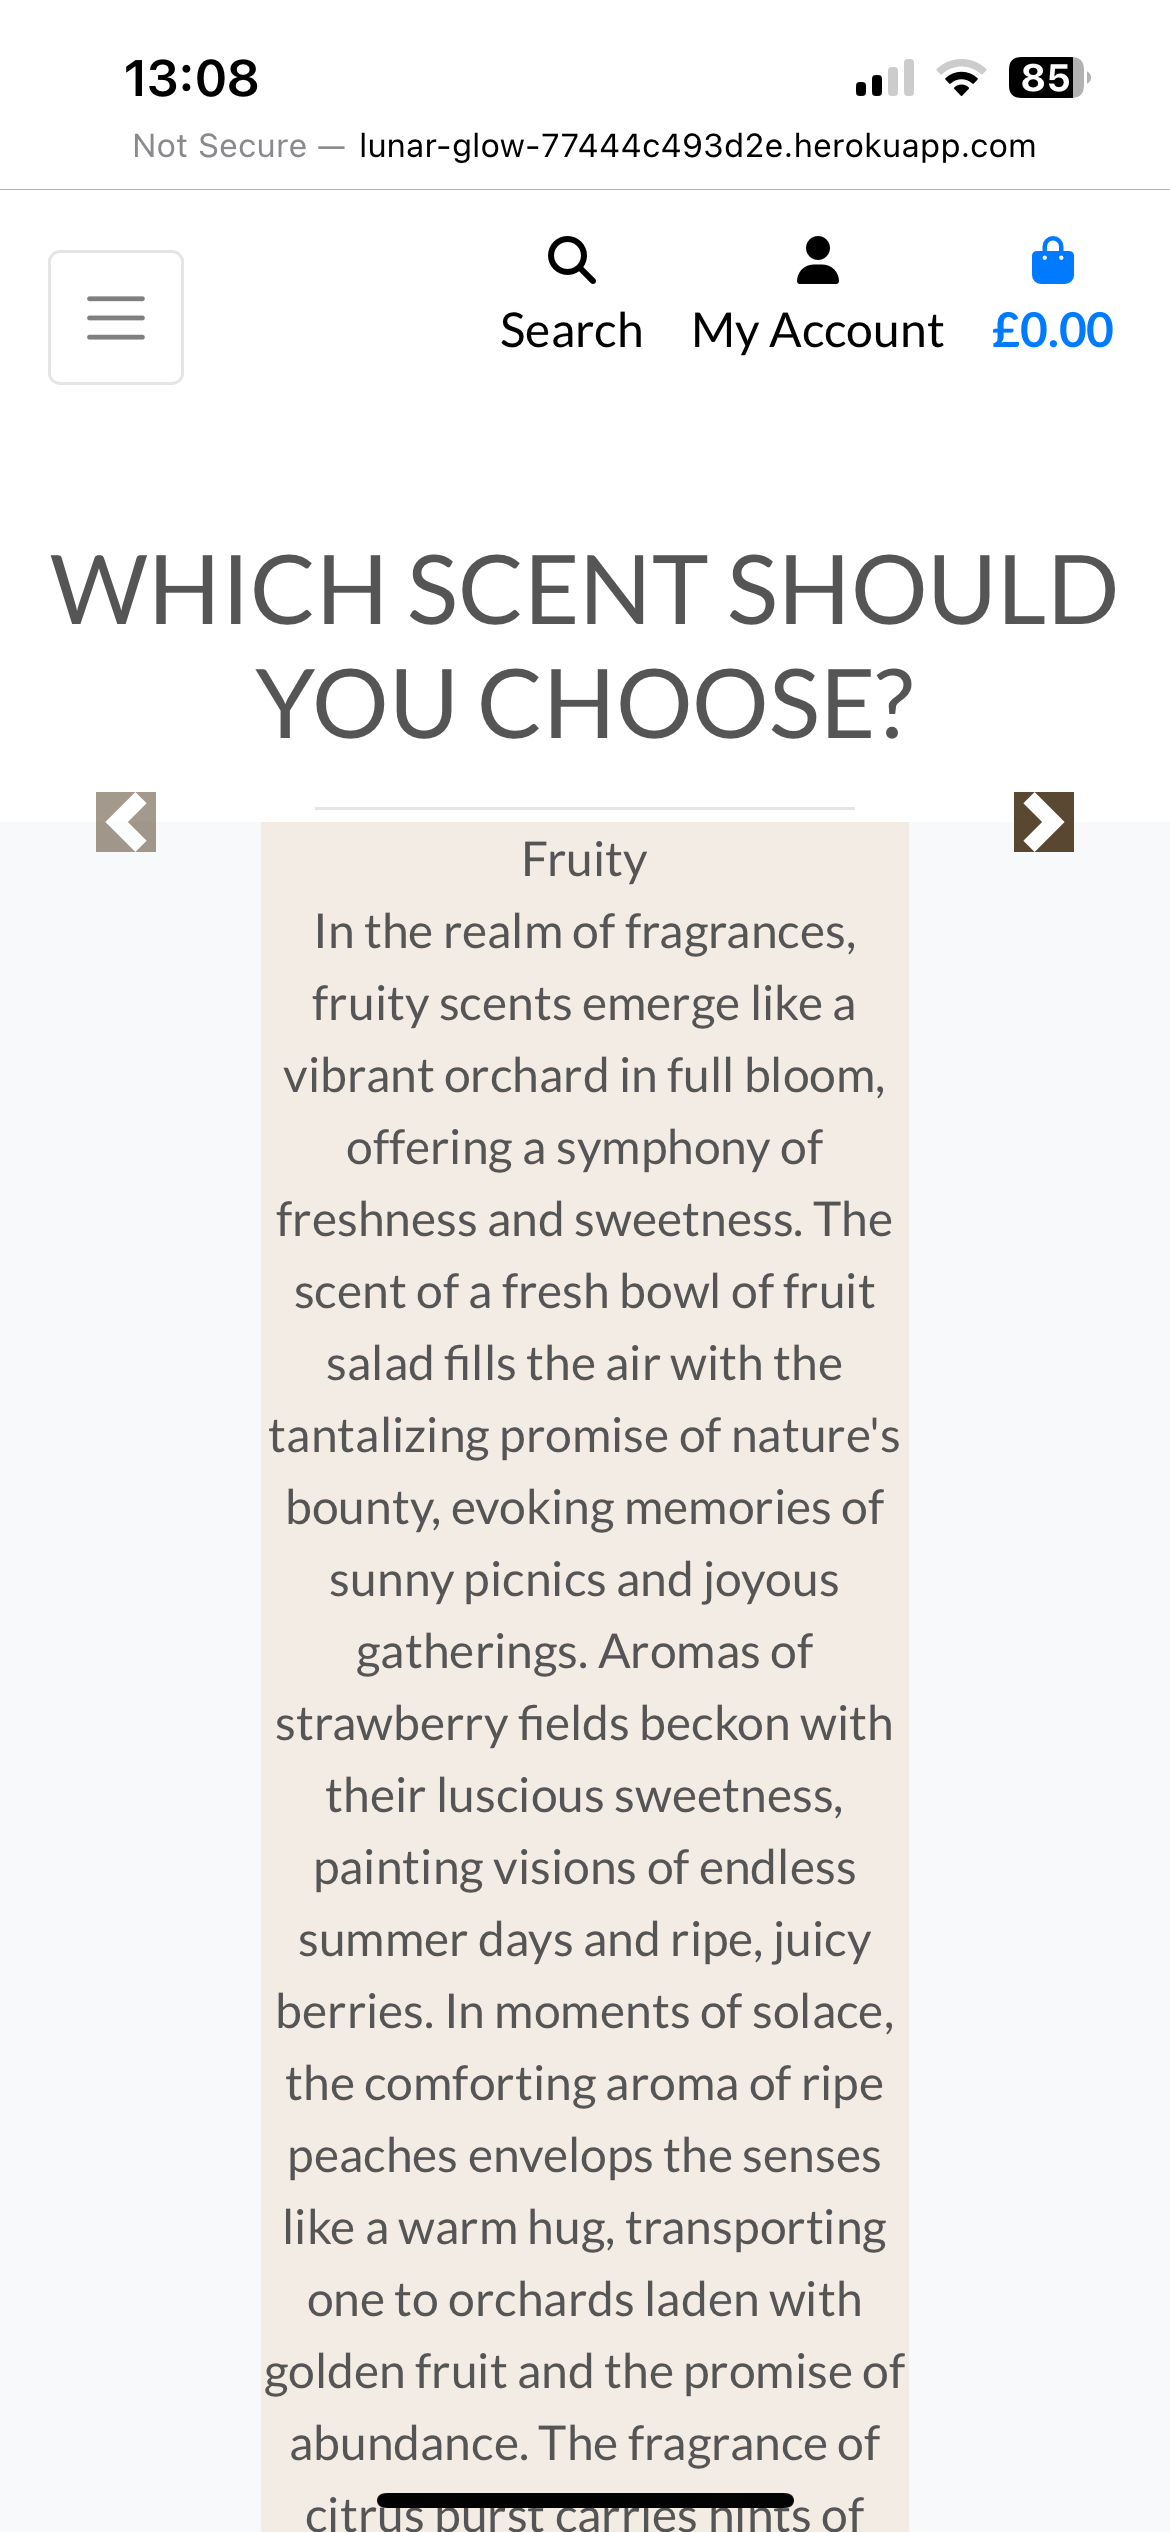 13:08
85
Not Secure — lunar-glow-77444c493d2e.herokuapp.com
Search
My Account
£0.00
WHICH SCENT SHOULD
YOU CHOOSE?
Fruity
In the realm of fragrances,
fruity scents emerge like a
vibrant orchard in full bloom,
offering a symphony of
freshness and sweetness. The
scent of a fresh bowl of fruit
salad fills the air with the
tantalizing promise of nature's
bounty, evoking memories of
sunny picnics and joyous
gatherings. Aromas of
strawberry fields beckon with
their luscious sweetness,
painting visions of endless
summer days and ripe, juicy
berries. In moments of solace,
the comforting aroma of ripe
peaches envelops the senses
like a warm hug, transporting
one to orchards laden with
golden fruit and the promise of
abundance. The fragrance of
citrus burst carries hints of